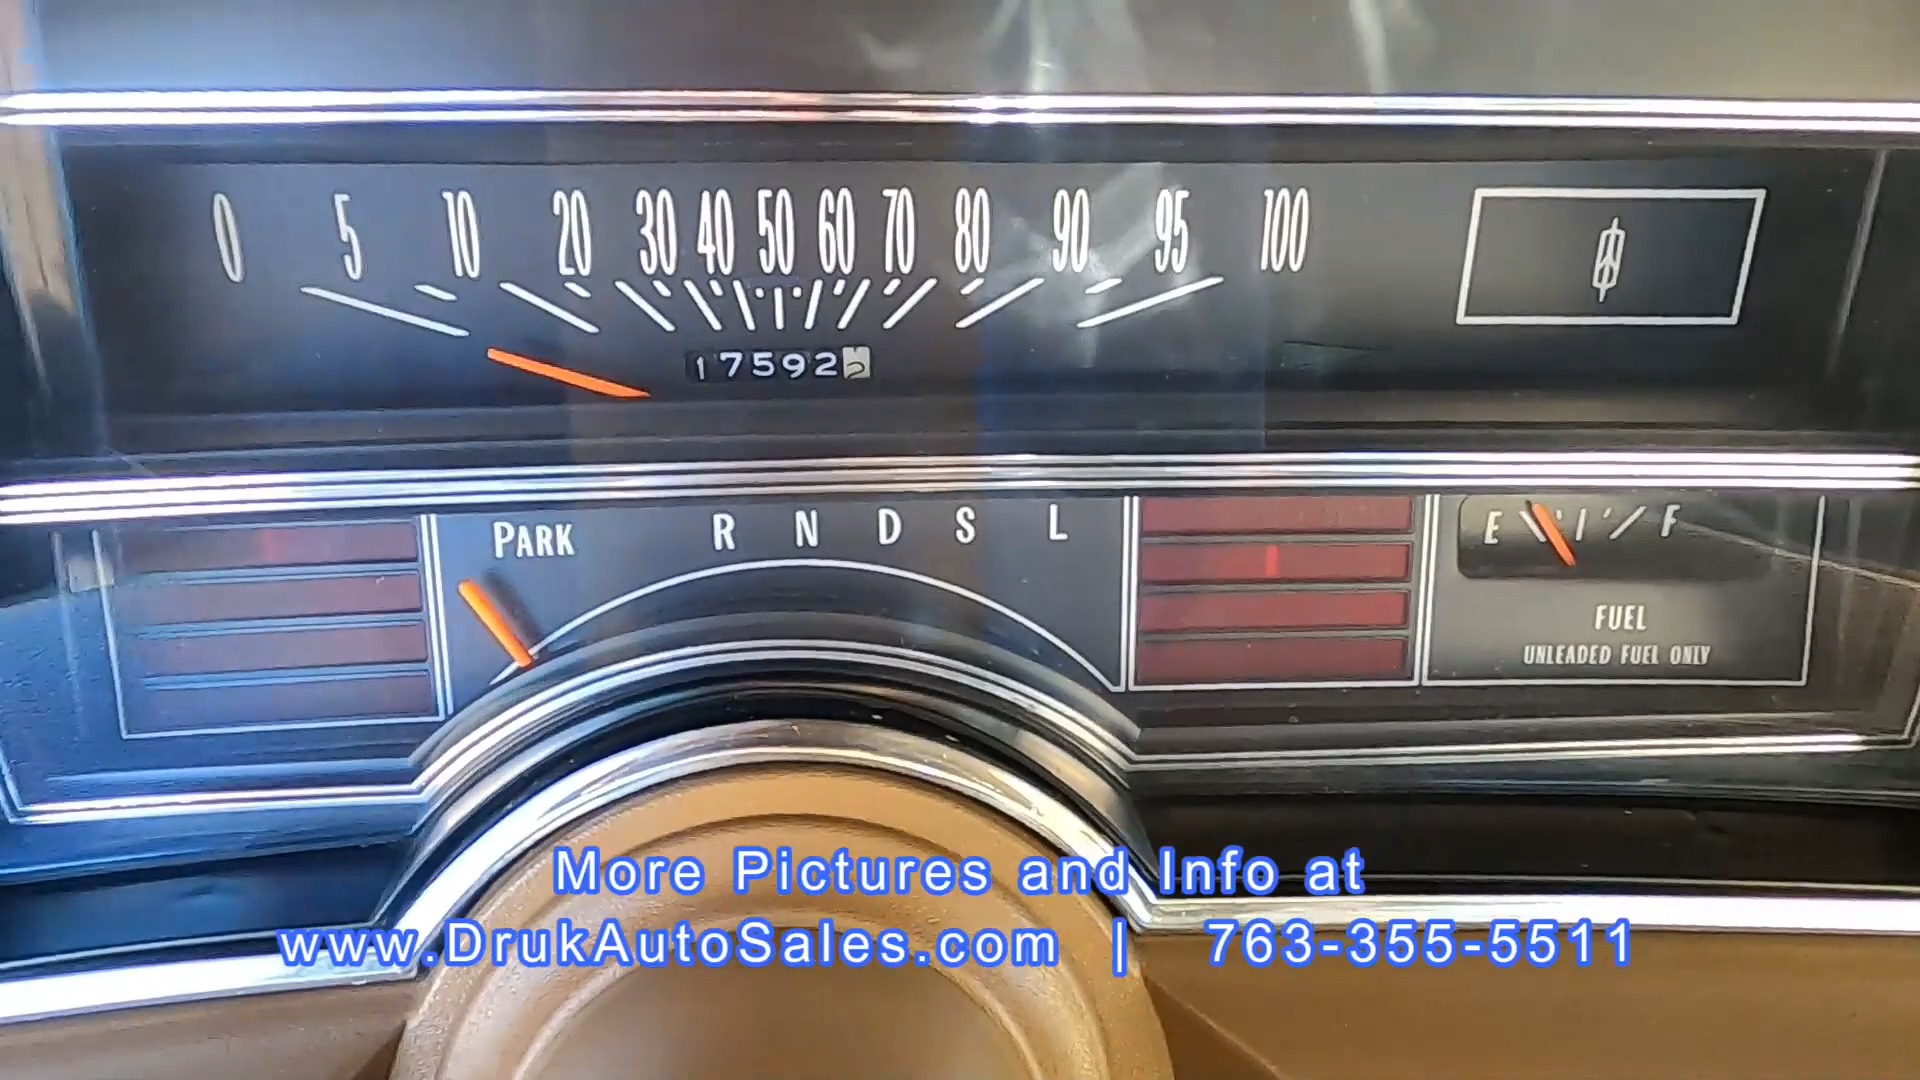 0 5 10 20 30 40 50 60 70 80 90 95 100
17592
PARK R N D S L
E F
FUEL
UNLEADED FUEL ONLY
More Pictures and Info at
www.DrukAutoSales.com | 763-355-5511